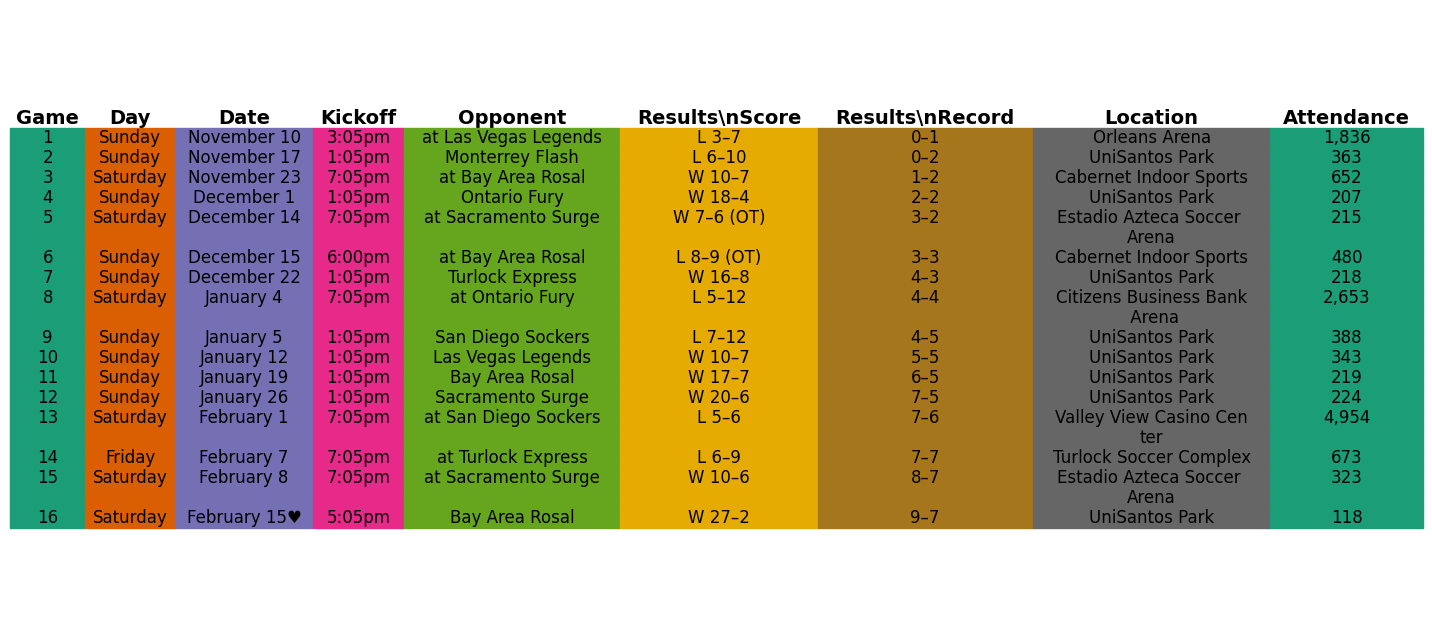 Game Day Date Kickoff Opponent Results\nScore Results\nRecord Location Attendance
1 Sunday November 10 3:05pm at Las Vegas Legends L 3–7 0–1 Orleans Arena 1,836
2 Sunday November 17 1:05pm Monterrey Flash L 6–10 0–2 UniSantos Park 363
3 Saturday November 23 7:05pm at Bay Area Rosal W 10–7 1–2 Cabernet Indoor Sports 652
4 Sunday December 1 1:05pm Ontario Fury W 18–4 2–2 UniSantos Park 207
5 Saturday December 14 7:05pm at Sacramento Surge W 7–6 (OT) 3–2 Estadio Azteca Soccer 215
Arena
6 Sunday December 15 6:00pm at Bay Area Rosal L 8–9 (OT) 3–3 Cabernet Indoor Sports 480
7 Sunday December 22 1:05pm Turlock Express W 16–8 4–3 UniSantos Park 218
8 Saturday January 4 7:05pm at Ontario Fury L 5–12 4–4 Citizens Business Bank 2,653
Arena
9 Sunday January 5 1:05pm San Diego Sockers L 7–12 4–5 UniSantos Park 388
10 Sunday January 12 1:05pm Las Vegas Legends W 10–7 5–5 UniSantos Park 343
11 Sunday January 19 1:05pm Bay Area Rosal W 17–7 6–5 UniSantos Park 219
12 Sunday January 26 1:05pm Sacramento Surge W 20–6 7–5 UniSantos Park 224
13 Saturday February 1 7:05pm at San Diego Sockers L 5–6 7–6 Valley View Casino Cen 4,954
ter
14 Friday February 7 7:05pm at Turlock Express L 6–9 7–7 Turlock Soccer Complex 673
15 Saturday February 8 7:05pm at Sacramento Surge W 10–6 8–7 Estadio Azteca Soccer 323
Arena
16 Saturday February 15♥ 5:05pm Bay Area Rosal W 27–2 9–7 UniSantos Park 118